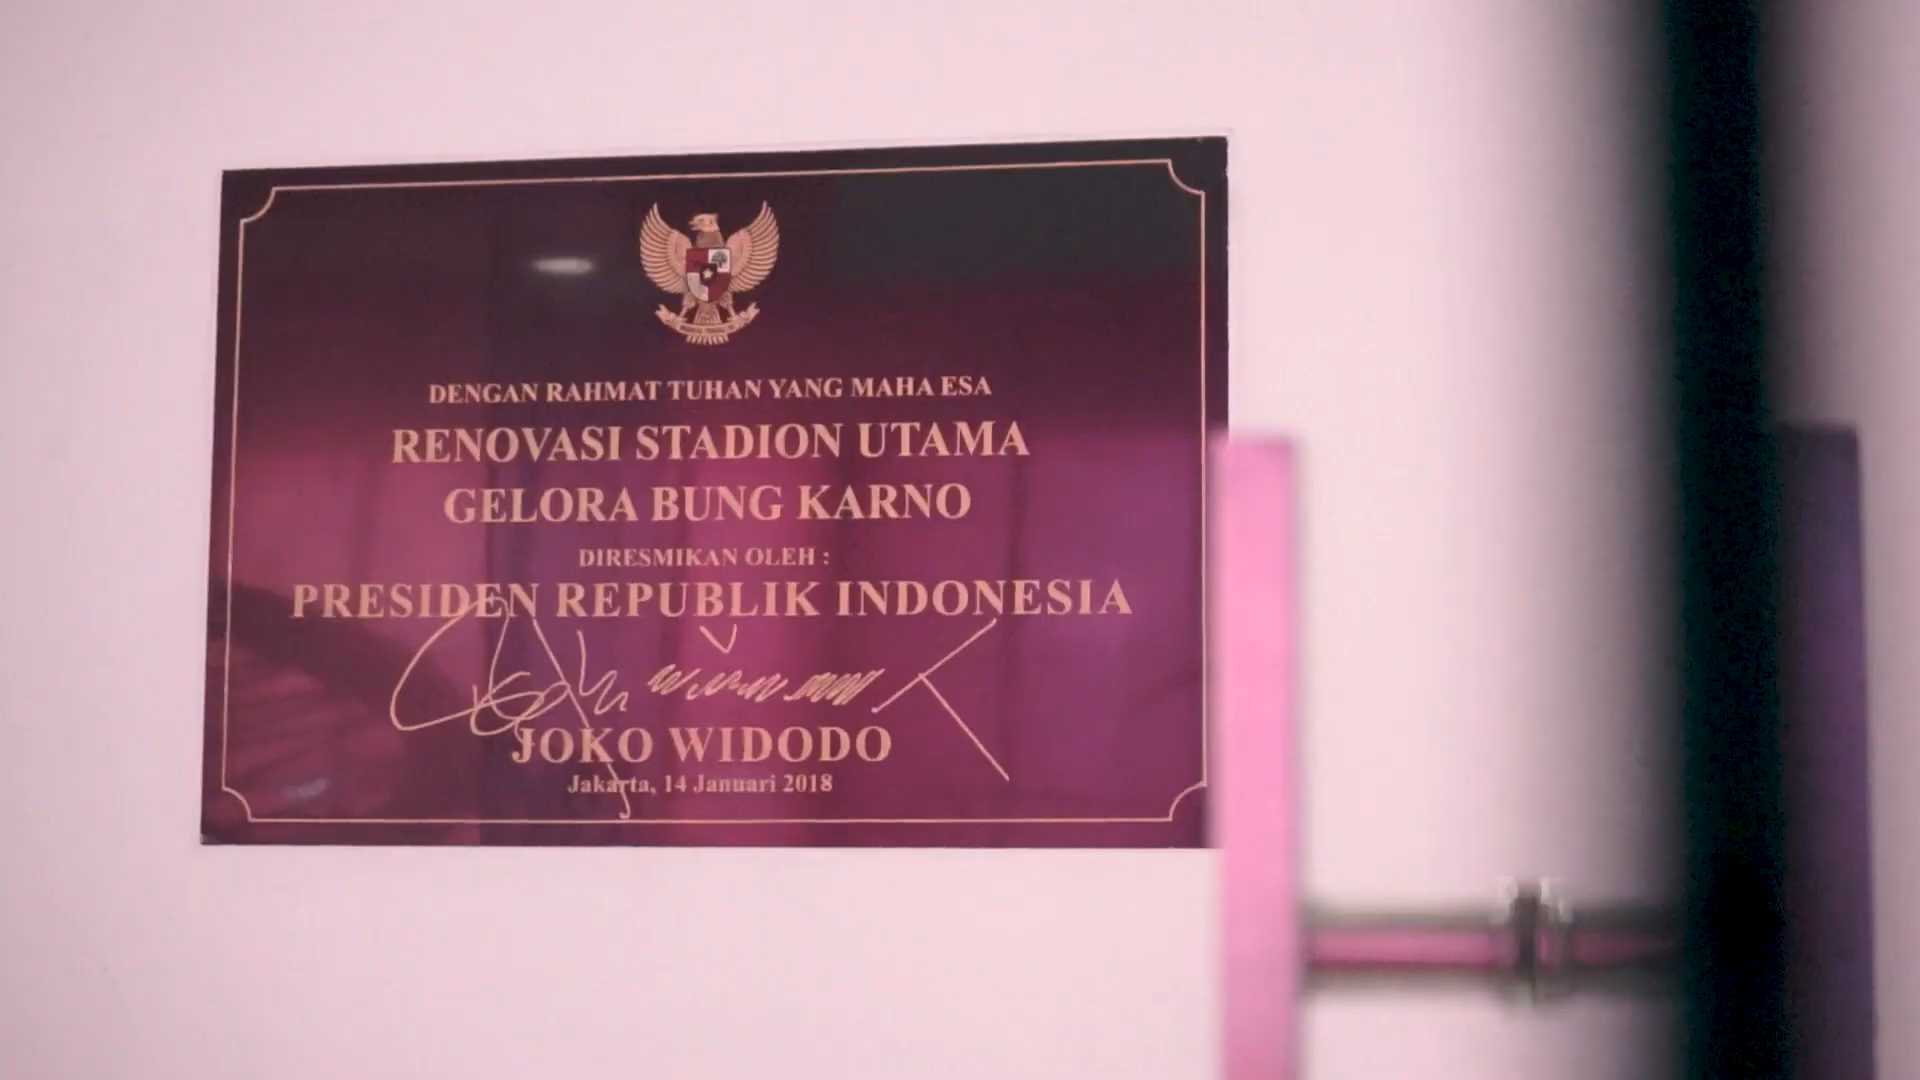 DENGAN RAHMAT TUHAN YANG MAHA ESA
RENOVASI STADION UTAMA
GELORA BUNG KARNO
DIRESMIKAN OLEH :
PRESIDEN REPUBLIK INDONESIA
JOKO WIDODO
Jakarta, 14 Januari 2018